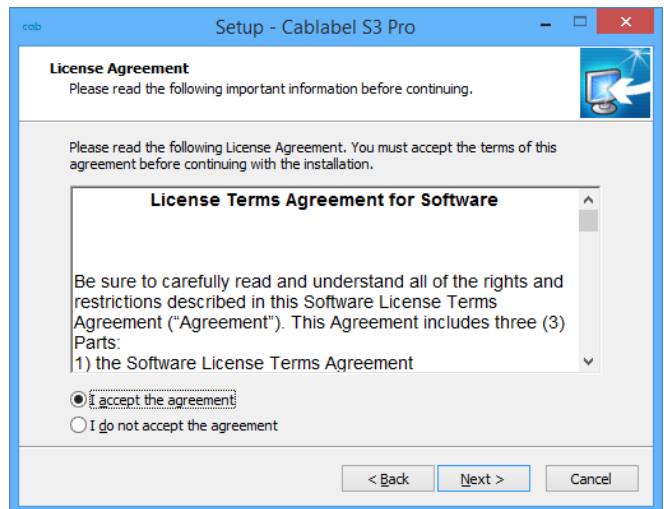 cab
Setup - Cablabel S3 Pro
License Agreement
Please read the following important information before continuing.
Please read the following License Agreement. You must accept the terms of this
agreement before continuing with the installation.
License Terms Agreement for Software
Be sure to carefully read and understand all of the rights and
restrictions described in this Software License Terms
Agreement (“Agreement”). This Agreement includes three (3)
Parts:
1) the Software License Terms Agreement
I accept the agreement
I do not accept the agreement
< Back
Next >
Cancel